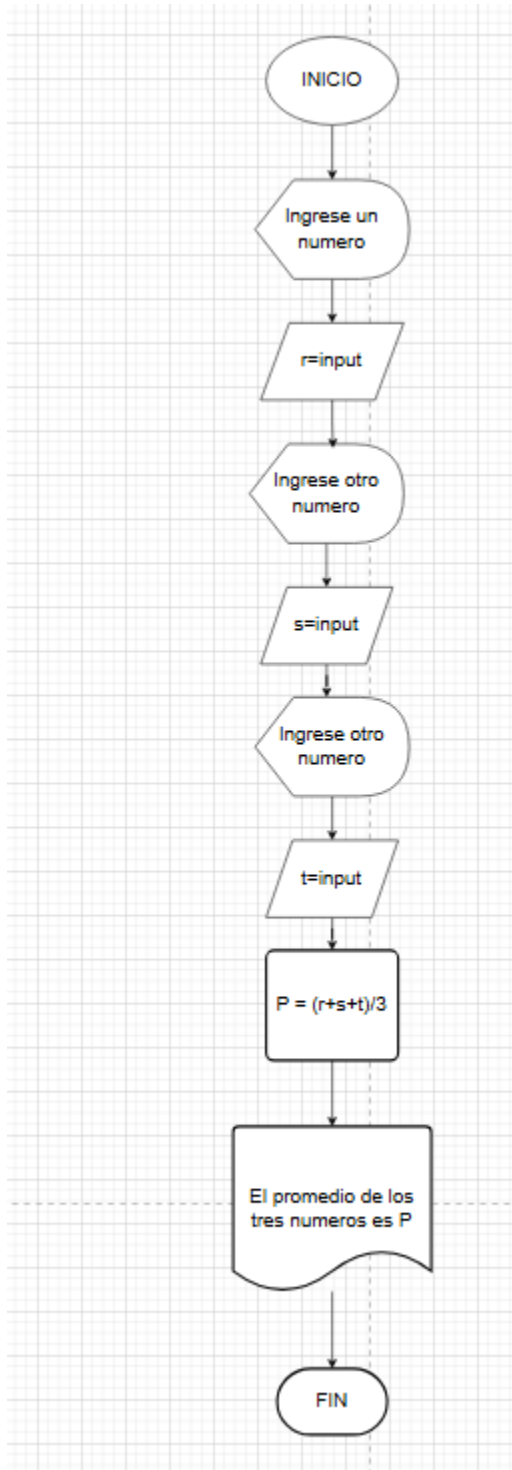 INICIO
Ingrese un
numero
r=input
Ingrese otro
numero
s=input
Ingrese otro
numero
t=input
P = (r+s+t)/3
El promedio de los
tres numeros es P
FIN